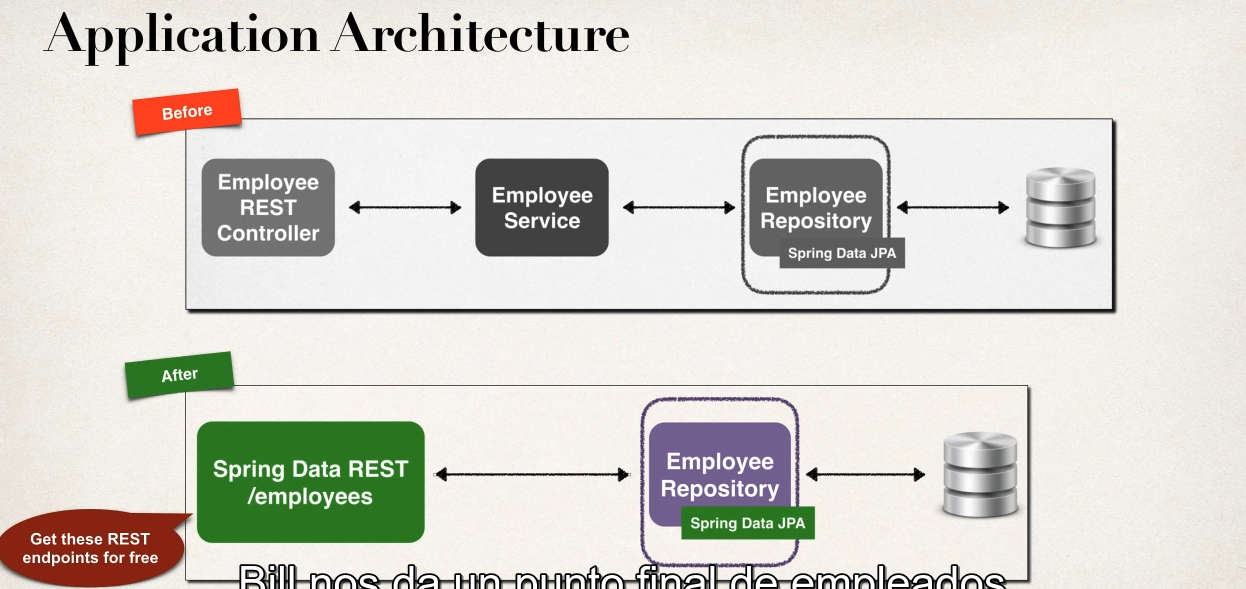 Application Architecture
Before
Employee
REST
Controller
Employee
Service
Employee
Repository
Spring Data JPA
After
Spring Data REST
/employees
Employee
Repository
Spring Data JPA
Get these REST
endpoints for free
Bill nos da un punto final de empleados